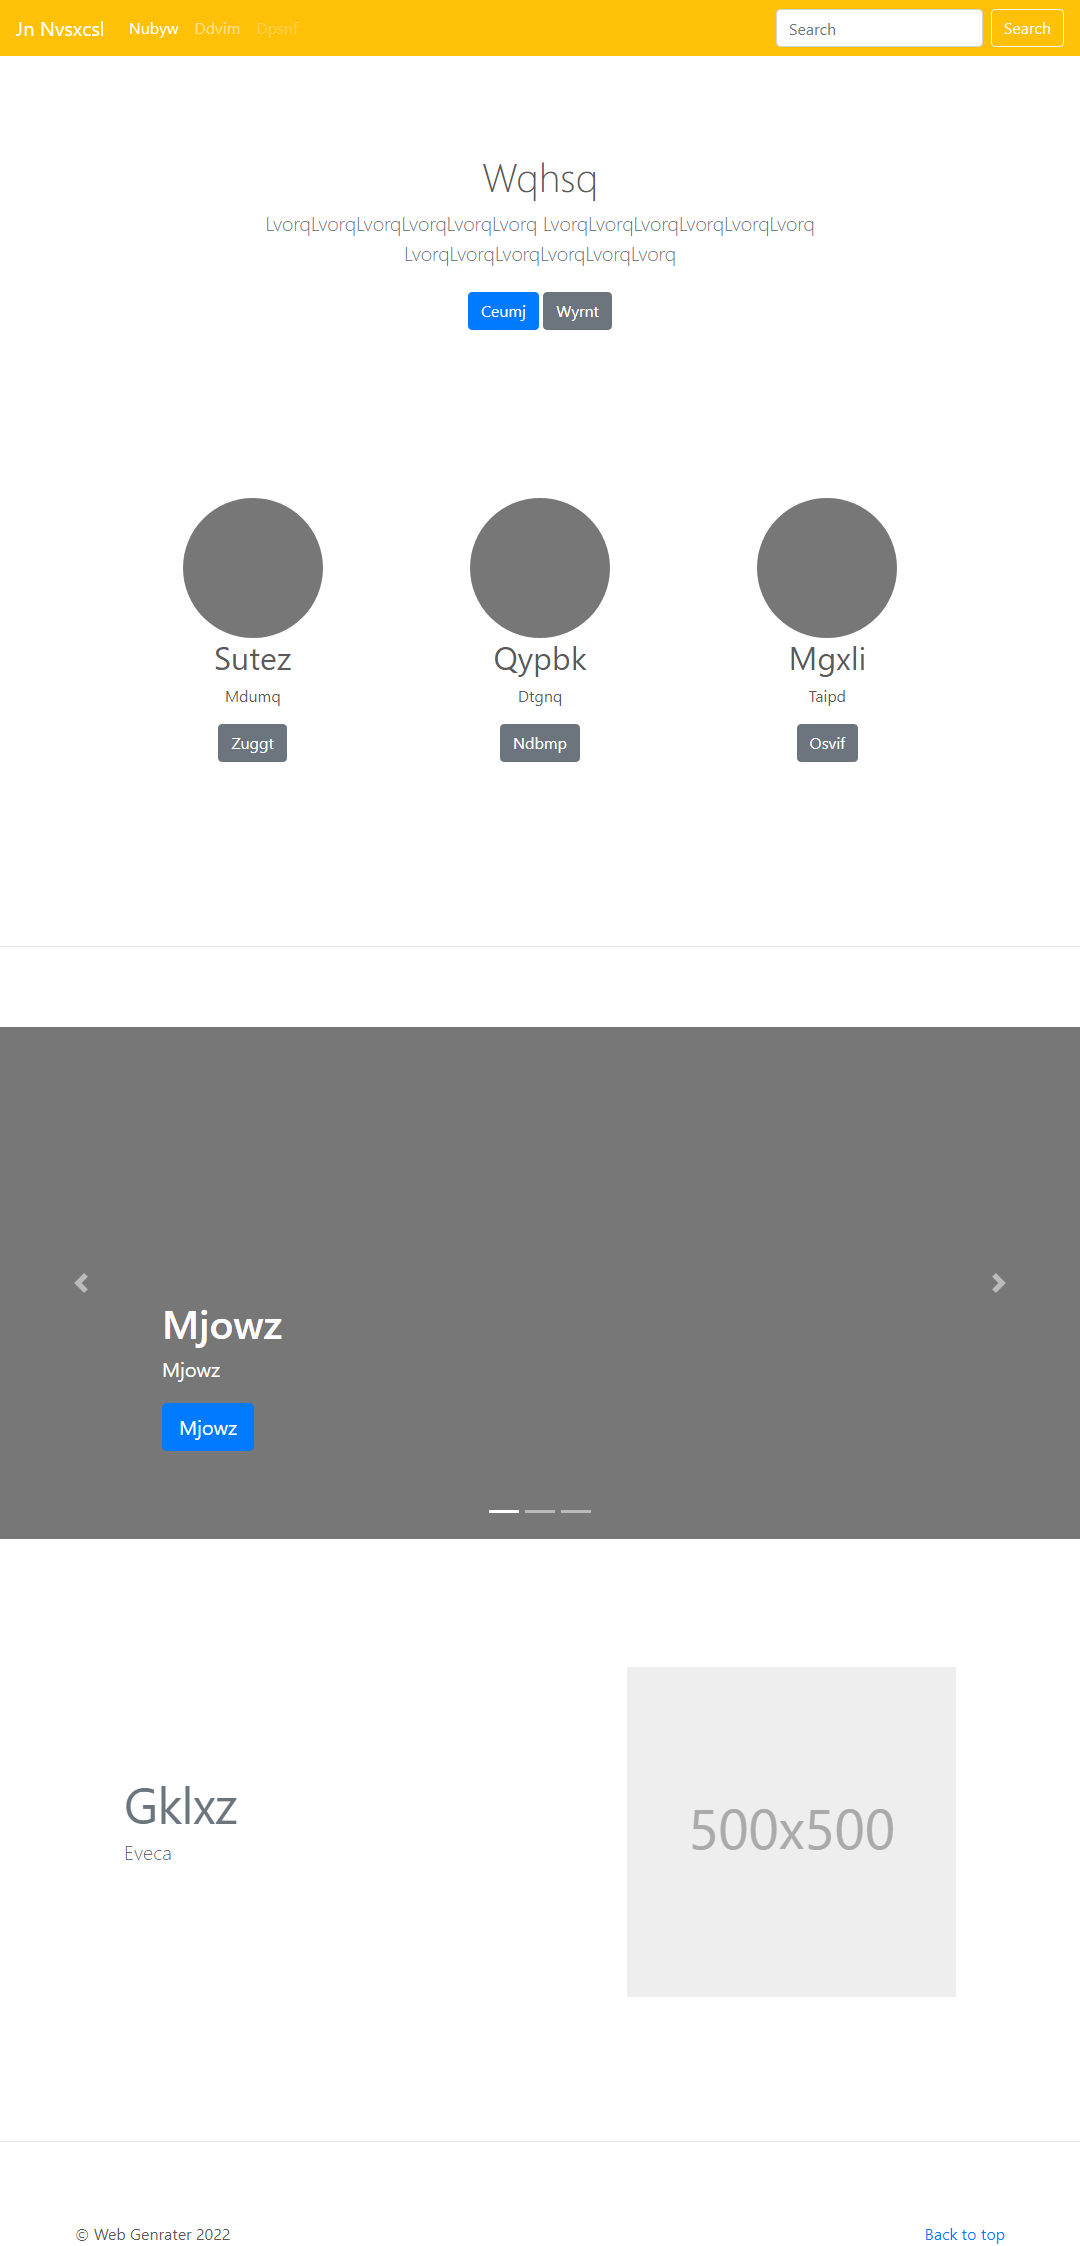 Jn Nvsxcsl Nubyw Ddvim Dpsnf Search Search
Wqhsq
LvorqLvorqLvorqLvorqLvorqLvorq LvorqLvorqLvorqLvorqLvorqLvorq
LvorqLvorqLvorqLvorqLvorqLvorq
Ceumj Wyrnt
Sutez Qypbk Mgxli
Mdumq Dtgnq Taipd
Zuggt Ndbmp Osvif
Mjowz
Mjowz
Mjowz
Gklxz
Eveca
500x500
© Web Genrater 2022 Back to top